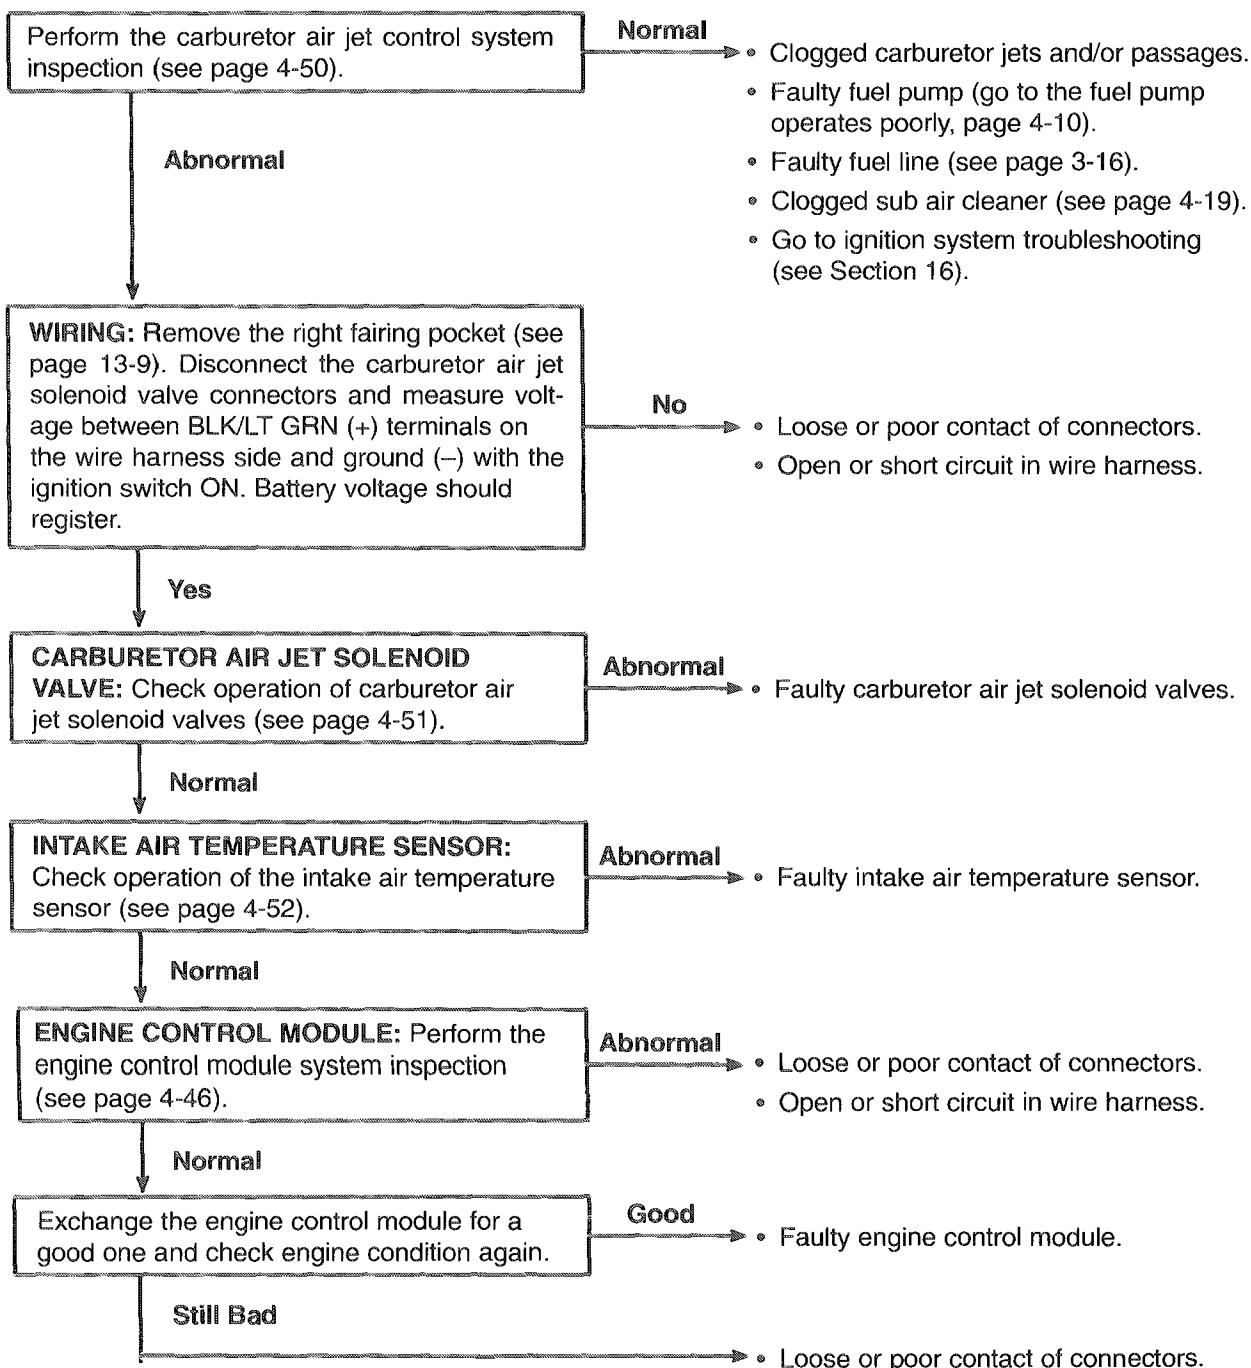 Perform the carburetor air jet control system
inspection (see page 4-50).
Normal
• Clogged carburetor jets and/or passages.
• Faulty fuel pump (go to the fuel pump
operates poorly, page 4-10).
• Faulty fuel line (see page 3-16).
• Clogged sub air cleaner (see page 4-19).
• Go to ignition system troubleshooting
(see Section 16).
Abnormal
WIRING: Remove the right fairing pocket (see
page 13-9). Disconnect the carburetor air jet
solenoid valve connectors and measure volt-
age between BLK/LT GRN (+) terminals on
the wire harness side and ground (–) with the
ignition switch ON. Battery voltage should
register.
No
• Loose or poor contact of connectors.
• Open or short circuit in wire harness.
Yes
CARBURETOR AIR JET SOLENOID
VALVE: Check operation of carburetor air
jet solenoid valves (see page 4-51).
Abnormal
• Faulty carburetor air jet solenoid valves.
Normal
INTAKE AIR TEMPERATURE SENSOR:
Check operation of the intake air temperature
sensor (see page 4-52).
Abnormal
• Faulty intake air temperature sensor.
Normal
ENGINE CONTROL MODULE: Perform the
engine control module system inspection
(see page 4-46).
Abnormal
• Loose or poor contact of connectors.
• Open or short circuit in wire harness.
Normal
Exchange the engine control module for a
good one and check engine condition again.
Good
• Faulty engine control module.
Still Bad
• Loose or poor contact of connectors.